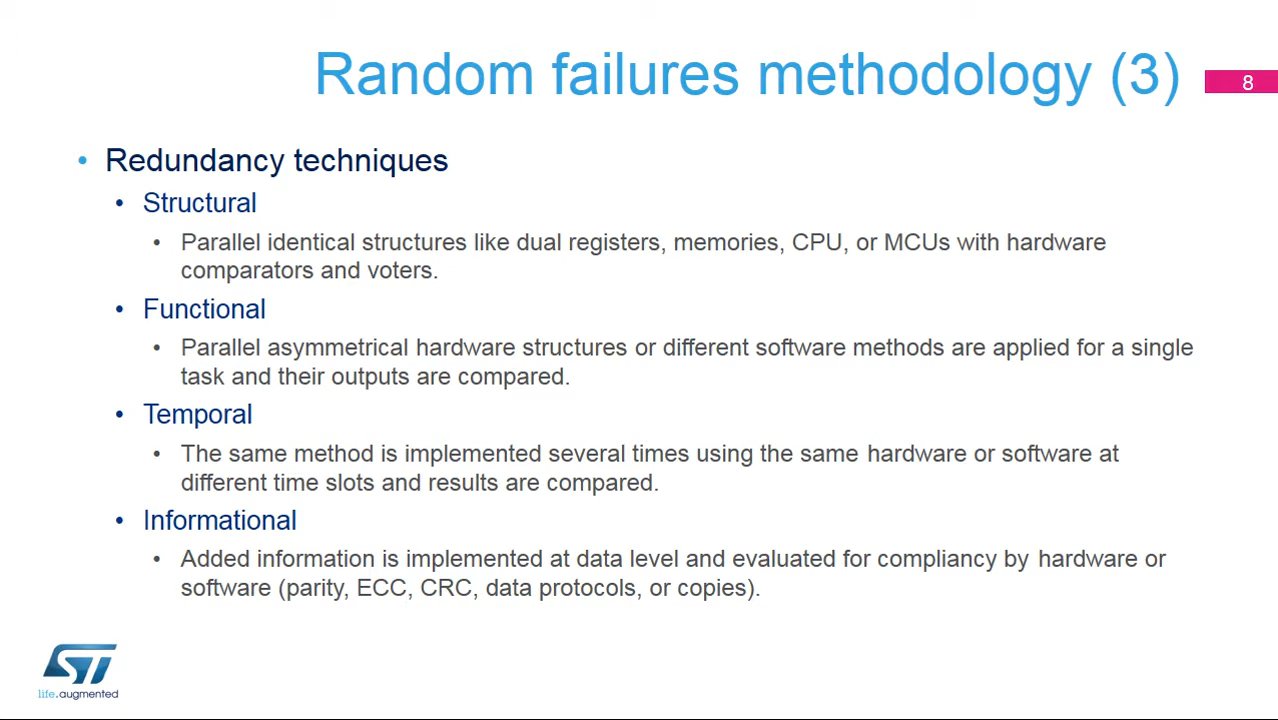 Random failures methodology (3)
8
• Redundancy techniques
• Structural
• Parallel identical structures like dual registers, memories, CPU, or MCUs with hardware
comparators and voters.
• Functional
• Parallel asymmetrical hardware structures or different software methods are applied for a single
task and their outputs are compared.
• Temporal
• The same method is implemented several times using the same hardware or software at
different time slots and results are compared.
• Informational
• Added information is implemented at data level and evaluated for compliancy by hardware or
software (parity, ECC, CRC, data protocols, or copies).
ST
life.augmented